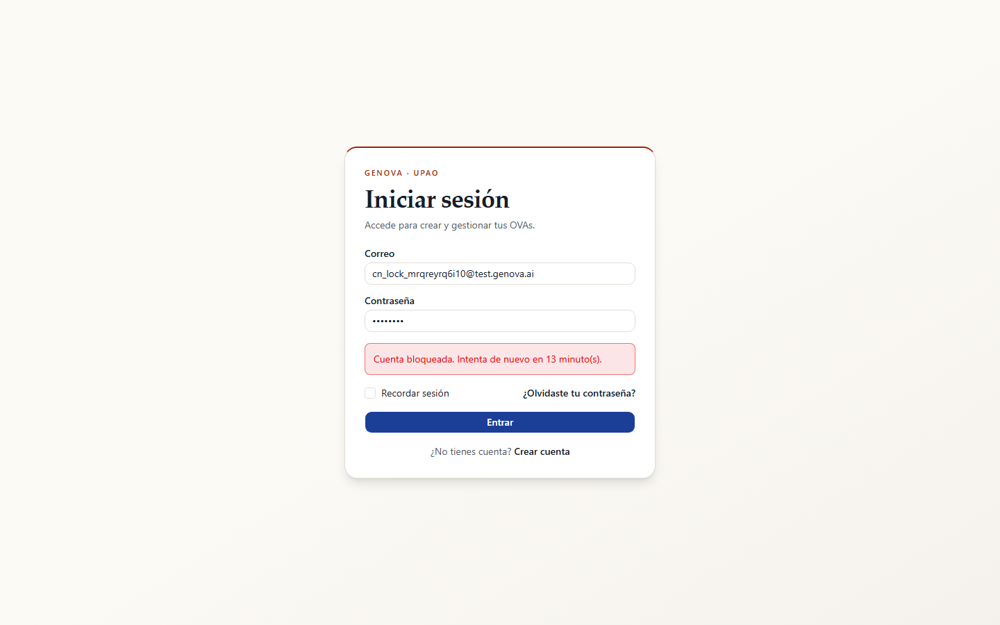 GENOVA · UPAO
Iniciar sesión
Accede para crear y gestionar tus OVAs.
Correo
cn_lock_mrqreyrq6i10@test.genova.ai
Contraseña
••••••••
Cuenta bloqueada. Intenta de nuevo en 13 minuto(s).
Recordar sesión ¿Olvidaste tu contraseña?
Entrar
¿No tienes cuenta? Crear cuenta